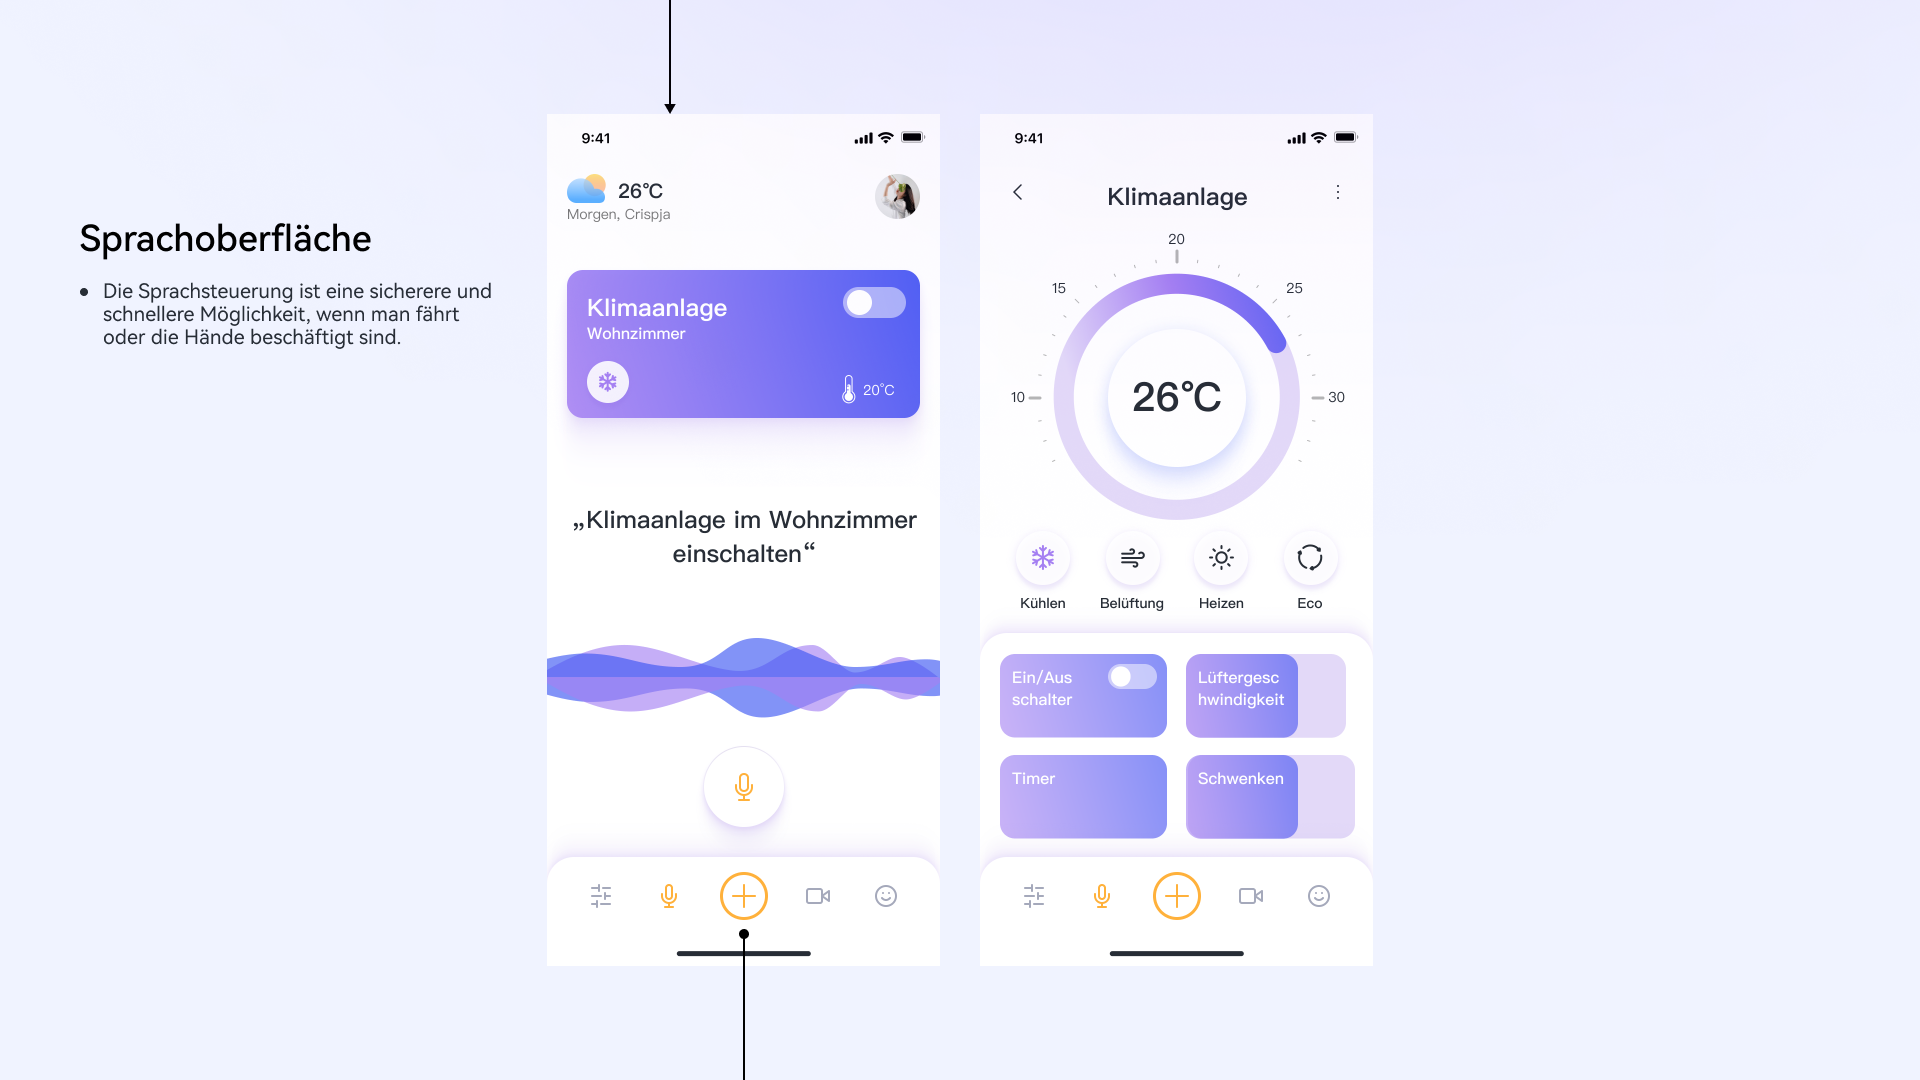 Sprachoberfläche
Die Sprachsteuerung ist eine sicherere und
schnellere Möglichkeit, wenn man fährt
oder die Hände beschäftigt sind.
9:41
26°C
Morgen, Crispja
Klimaanlage
Wohnzimmer
20°C
„Klimaanlage im Wohnzimmer
einschalten“
9:41
Klimaanlage
20
15
25
10
30
26°C
Kühlen
Belüftung
Heizen
Eco
Ein/Aus
schalter
Lüftergesc
hwindigkeit
Timer
Schwenken